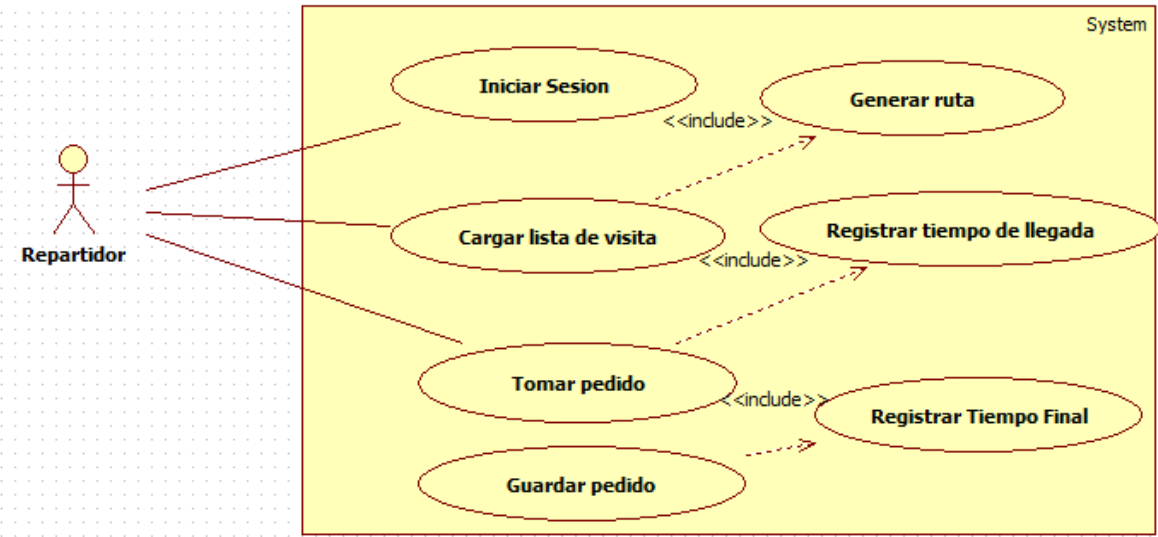 System
Iniciar Sesion
Generar ruta
<<include>>
Repartidor
Cargar lista de visita
Registrar tiempo de llegada
<<include>>
Tomar pedido
<<include>>
Registrar Tiempo Final
Guardar pedido